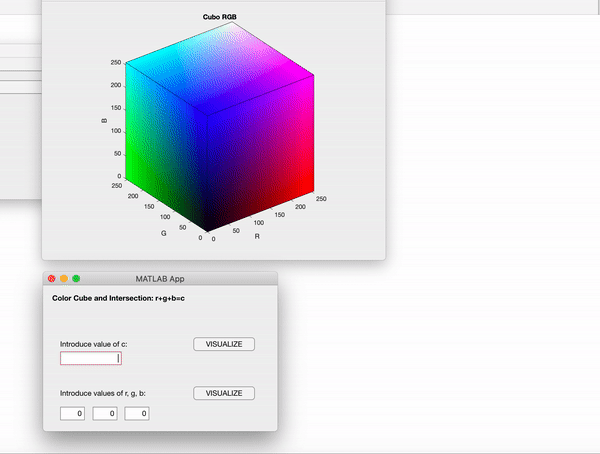 Cubo RGB
250
200
150
100
50
0
B
250
200
150
100
50
0
G
0
50
100
150
200
250
R
MATLAB App
Color Cube and Intersection: r+g+b=c
Introduce value of c:
VISUALIZE
Introduce values of r, g, b:
VISUALIZE
0 0 0